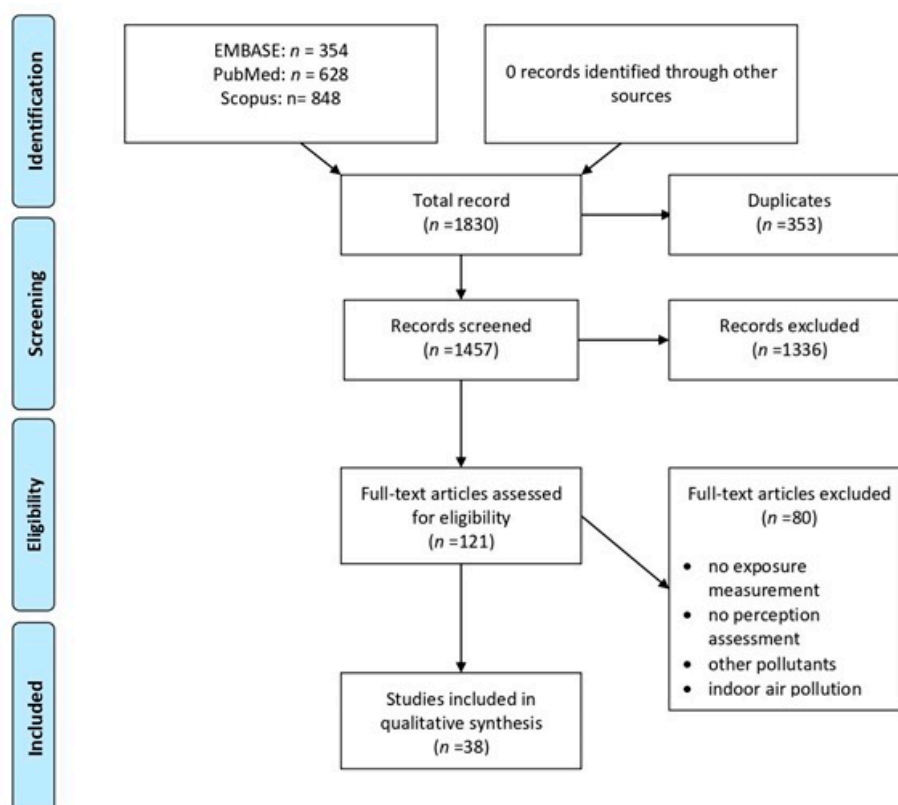 Identification
EMBASE: n = 354
PubMed: n = 628
Scopus: n= 848
0 records identified through other
sources
Total record
(n =1830)
Duplicates
(n =353)
Screening
Records screened
(n =1457)
Records excluded
(n =1336)
Eligibility
Full-text articles assessed
for eligibility
(n =121)
Full-text articles excluded
(n =80)
• no exposure
measurement
• no perception
assessment
• other pollutants
• indoor air pollution
Included
Studies included in
qualitative synthesis
(n =38)